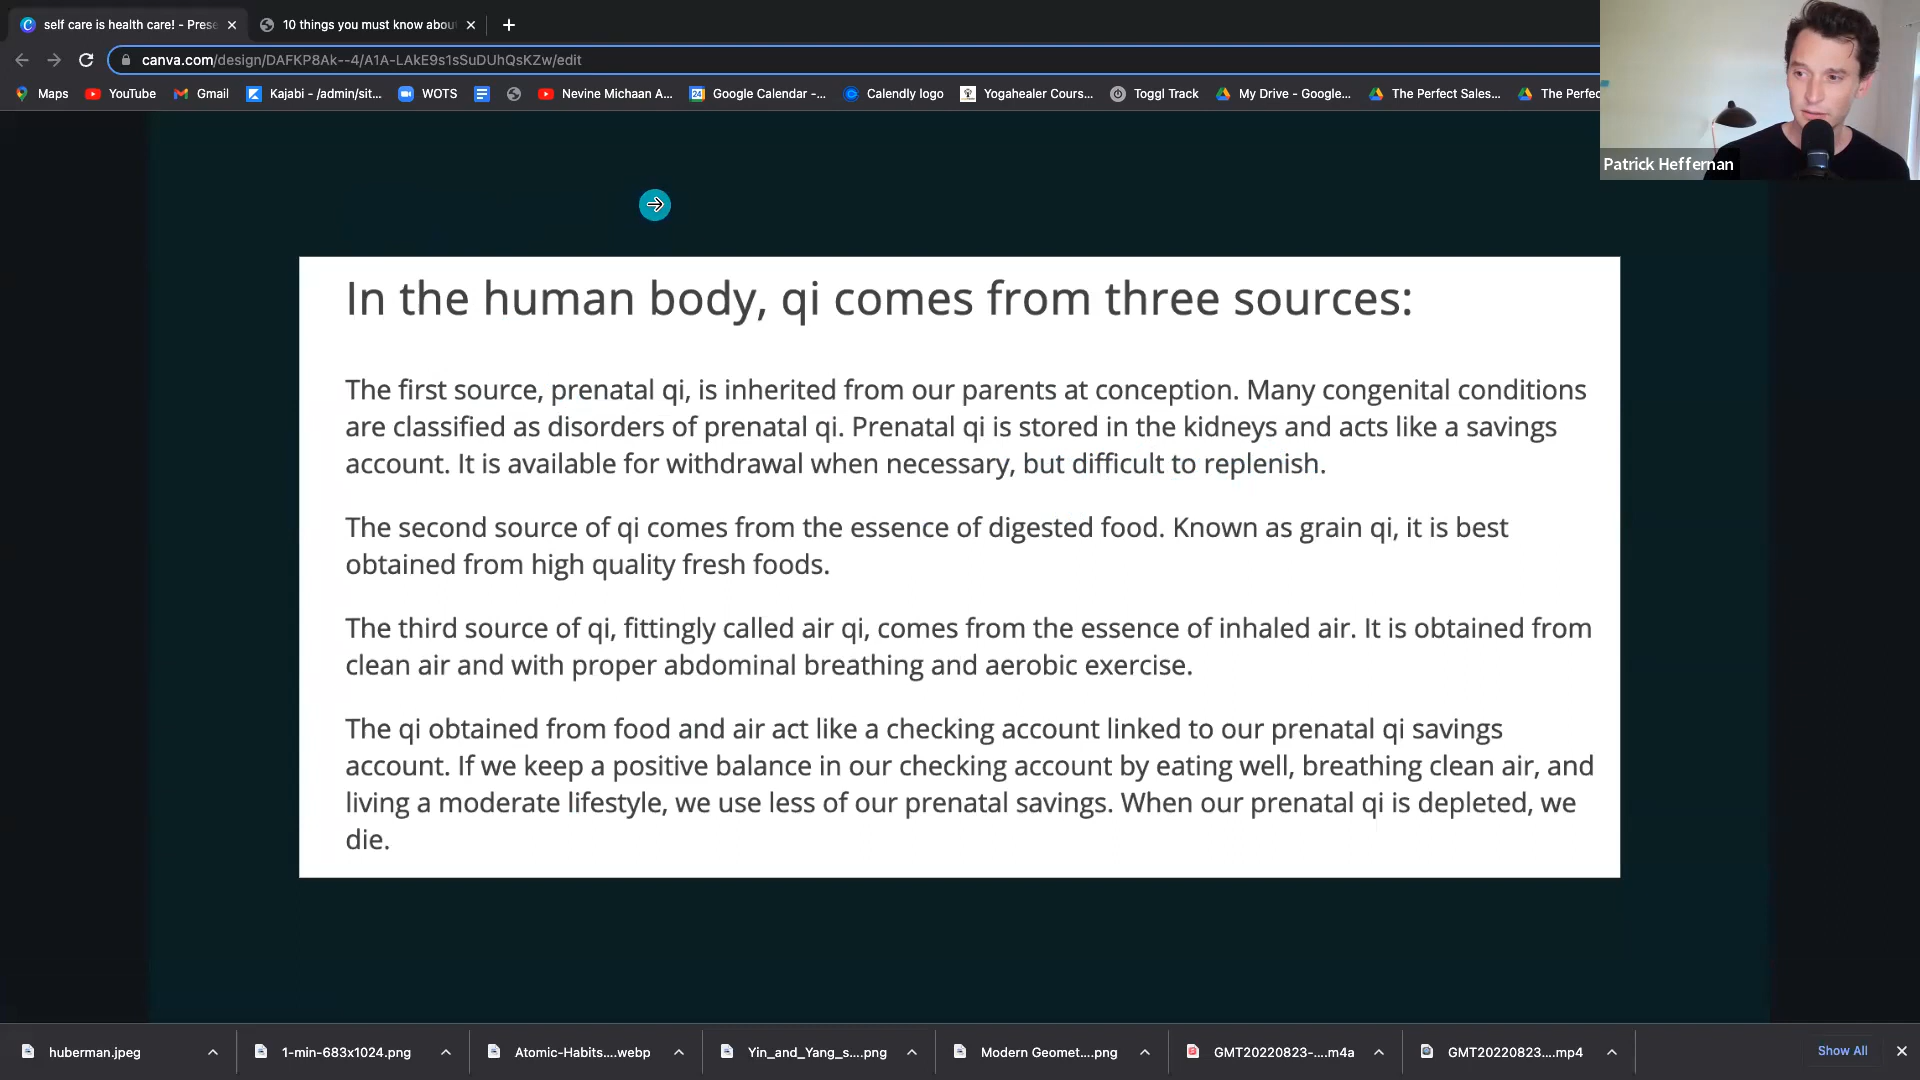 self care is health care! - Prese
10 things you must know abou
canva.com/design/DAFKP8Ak--4/A1A-LAkE9s1sSuDUhQsKZw/edit
Maps YouTube Gmail Kajabi - /admin/sit... WOTS Nevine Michaan A... Google Calendar -... Calendly logo Yogahealer Cours... Toggl Track My Drive - Google... The Perfect Sales... The Perfec
Patrick Heffernan
In the human body, qi comes from three sources:
The first source, prenatal qi, is inherited from our parents at conception. Many congenital conditions
are classified as disorders of prenatal qi. Prenatal qi is stored in the kidneys and acts like a savings
account. It is available for withdrawal when necessary, but difficult to replenish.
The second source of qi comes from the essence of digested food. Known as grain qi, it is best
obtained from high quality fresh foods.
The third source of qi, fittingly called air qi, comes from the essence of inhaled air. It is obtained from
clean air and with proper abdominal breathing and aerobic exercise.
The qi obtained from food and air act like a checking account linked to our prenatal qi savings
account. If we keep a positive balance in our checking account by eating well, breathing clean air, and
living a moderate lifestyle, we use less of our prenatal savings. When our prenatal qi is depleted, we
die.
huberman.jpeg 1-min-683x1024.png Atomic-Habits....webp Yin_and_Yang_s....png Modern Geomet....png GMT20220823-....m4a GMT20220823....mp4 Show All